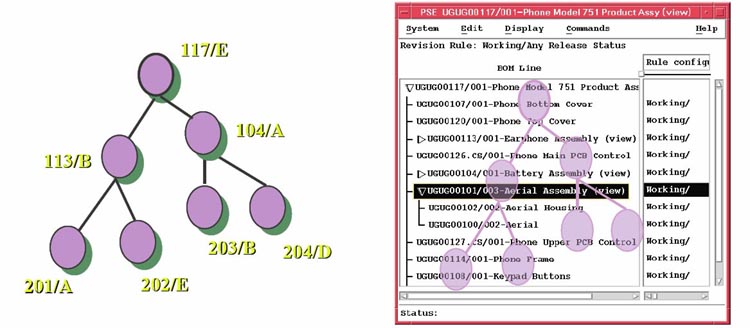 117/E
104/A
113/B
203/B
204/D
201/A
202/E
PSE UGUG00117/001-Phone Model 751 Product Assy (view)
System Edit Display Commands Help
Revision Rule: Working/Any Release Status
BOM Line
Rule config
UGUG00117/001-Phone Model 751 Product Ass
UGUG00107/001-Phone Bottom Cover Working/
UGUG00120/001-Phone Top Cover Working/
UGUG00113/001-Earphone Assembly (view) Working/
UGUG00126.CS/001-Phone Main PCB Control Working/
UGUG00104/001-Battery Assembly (view) Working/
UGUG00101/003-Aerial Assembly (view) Working/
UGUG00102/002-Aerial Housing Working/
UGUG00100/002-Aerial Working/
UGUG00127.CS/001-Phone Upper PCB Control Working/
UGUG00114/001-Phone Frame Working/
UGUG00108/001-Keypad Buttons Working/
Status: